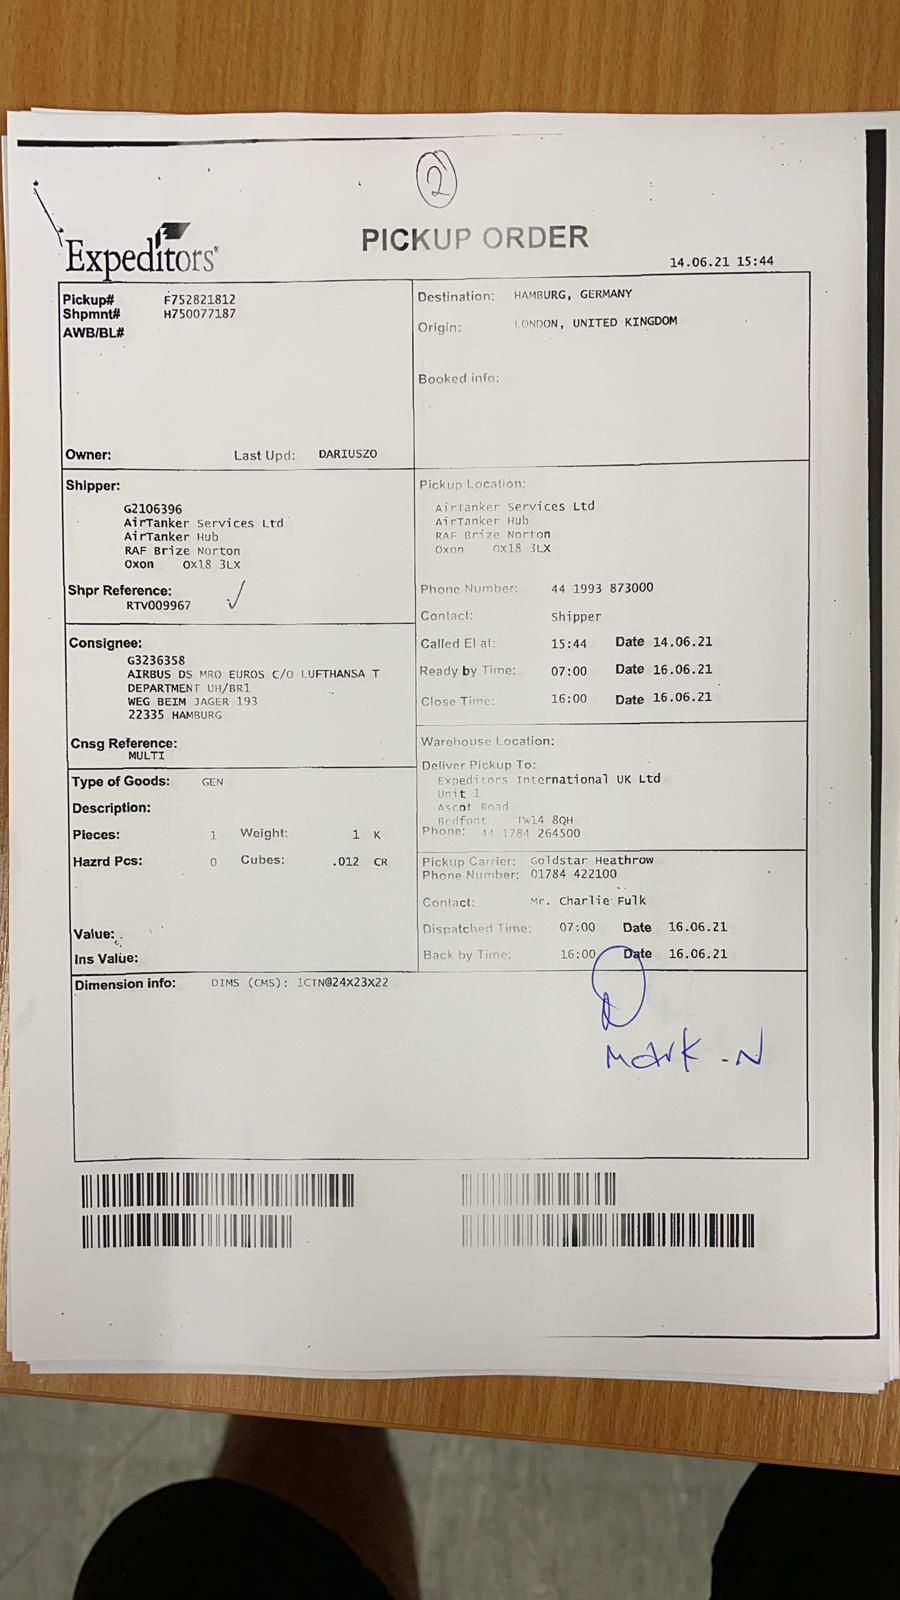 2
Expeditors®
PICKUP ORDER
14.06.21 15:44
Pickup# F752821812
Shpmnt# H750077187
AWB/BL#
Owner: Last Upd: DARIUSZO
Destination: HAMBURG, GERMANY
Origin: LONDON, UNITED KINGDOM
Booked info:
Shipper:
G2106396
AirTanker Services Ltd
AirTanker Hub
RAF Brize Norton
Oxon OX18 3LX
Shpr Reference:
RTV009967
Pickup Location:
AirTanker Services Ltd
AirTanker Hub
RAF Brize Norton
Oxon OX18 3LX
Phone Number: 44 1993 873000
Contact: Shipper
Called EI at: 15:44 Date 14.06.21
Ready by Time: 07:00 Date 16.06.21
Close Time: 16:00 Date 16.06.21
Consignee:
G3236358
AIRBUS DS MRO EUROS C/O LUFTHANSA T
DEPARTMENT UH/BR1
WEG BEIM JAGER 193
22335 HAMBURG
Cnsg Reference:
MULTI
Warehouse Location:
Deliver Pickup To:
Expeditors International UK Ltd
Unit 1
Ascot Road
Bedfont TW14 8QH
Phone: 44 1784 264500
Type of Goods: GEN
Description:
Pieces: 1 Weight: 1 K
Hazrd Pcs: 0 Cubes: .012 CR
Value:
Ins Value:
Pickup Carrier: Goldstar Heathrow
Phone Number: 01784 422100
Contact: Mr. Charlie Fulk
Dispatched Time: 07:00 Date 16.06.21
Back by Time: 16:00 Date 16.06.21
Dimension info: DIMS (CMS): 1CTN@24X23X22
Mark - N